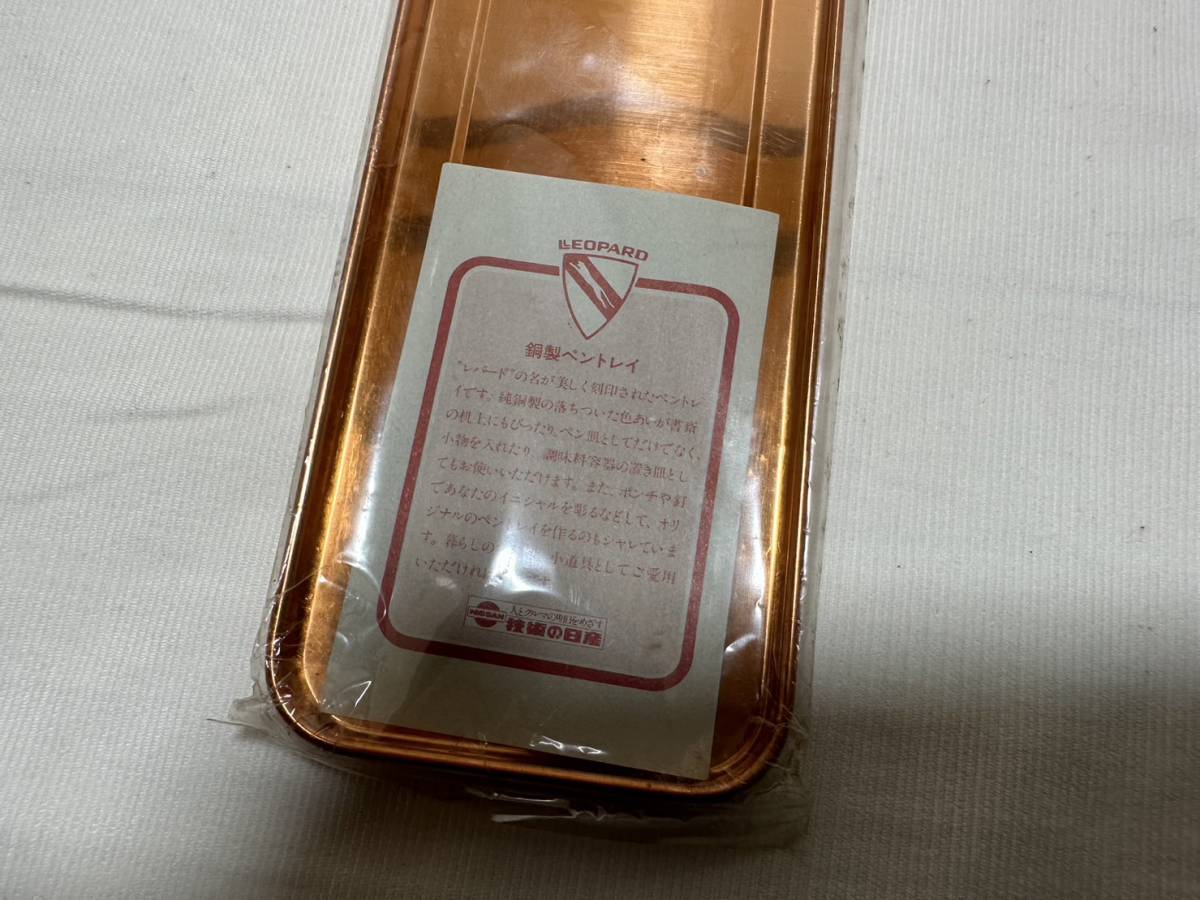 LEOPARD
銅製ペントレイ
“レパード”の名が美しく刻印されたペントレ
イです。純銅製の落ちついた色あいが書斎
の机上にもぴったり。ペン皿としてだけでなく、
小物を入れたり、調味料容器の置き皿とし
てもお使いいただけます。また、ポンチや釘
であなたのイニシャルを彫るなどして、オリ
ジナルのペントレイを作るのもシャレていま
す。暮らしの 小道具としてご愛用
いただければ
NISSAN
人とクルマの明日をめざす
技術の日産